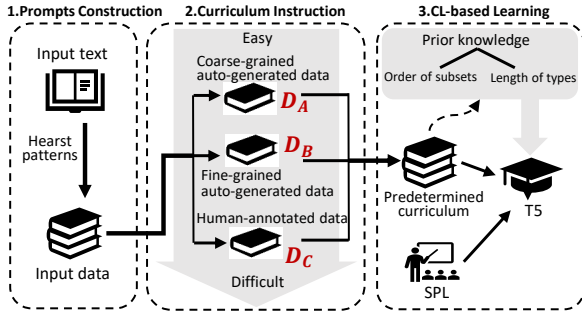 1.Prompts Construction
Input text
Hearst
patterns
Input data
2.Curriculum Instruction
Easy
Coarse-grained
auto-generated data
D_A
D_B
Fine-grained
auto-generated data
Human-annotated data
D_C
Difficult
3.CL-based Learning
Prior knowledge
Order of subsets
Length of types
Predetermined
curriculum
T5
SPL